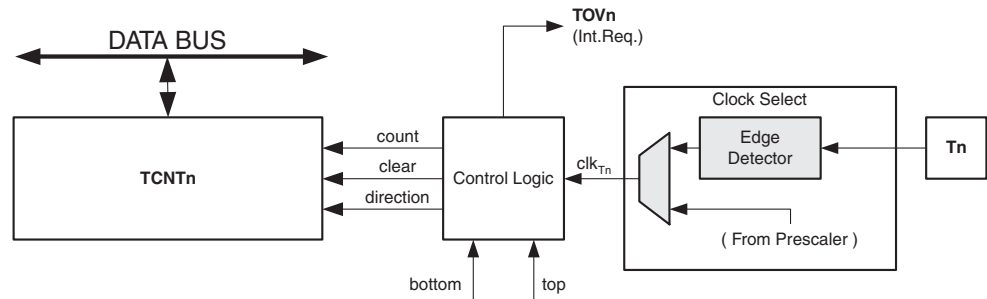 TOVn
(Int.Req.)
DATA BUS
Clock Select
count
Edge
Detector
Tn
TCNTn
clear
Control Logic
clkTn
direction
( From Prescaler )
bottom
top